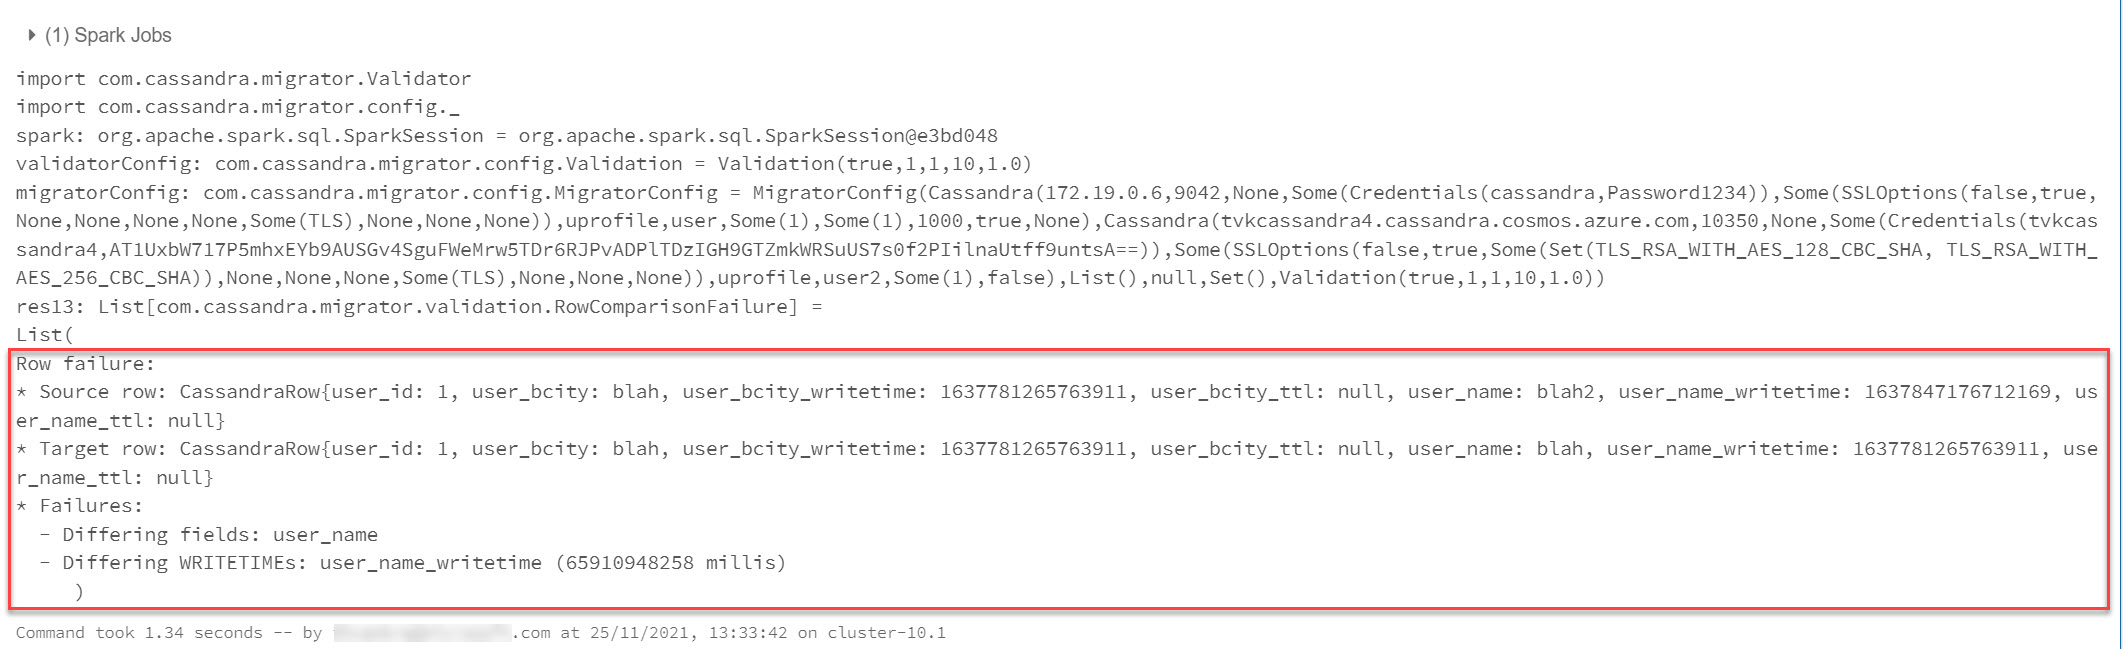 (1) Spark Jobs
import com.cassandra.migrator.Validator
import com.cassandra.migrator.config._
spark: org.apache.spark.sql.SparkSession = org.apache.spark.sql.SparkSession@e3bd048
validatorConfig: com.cassandra.migrator.config.Validation = Validation(true,1,1,10,1.0)
migratorConfig: com.cassandra.migrator.config.MigratorConfig = MigratorConfig(Cassandra(172.19.0.6,9042,None,Some(Credentials(cassandra,Password1234)),Some(SSLOptions(false,true,
None,None,None,None,Some(TLS),None,None,None)),uprofile,user,Some(1),Some(1),1000,true,None),Cassandra(tvkcassandra4.cassandra.cosmos.azure.com,10350,None,Some(Credentials(tvkcas
sandra4,AT1UxbW717P5mhxEYb9AUSGv4SguFWeMrw5TDr6RJPvADPlTDzIGH9GTZmkWRSuUS7s0f2PIilnaUtff9untsA==)),Some(SSLOptions(false,true,Some(Set(TLS_RSA_WITH_AES_128_CBC_SHA, TLS_RSA_WITH_
AES_256_CBC_SHA)),None,None,None,Some(TLS),None,None,None)),uprofile,user2,Some(1),false),List(),null,Set(),Validation(true,1,1,10,1.0))
res13: List[com.cassandra.migrator.validation.RowComparisonFailure] =
List(
Row failure:
* Source row: CassandraRow{user_id: 1, user_bcity: blah, user_bcity_writetime: 1637781265763911, user_bcity_ttl: null, user_name: blah2, user_name_writetime: 1637847176712169, us
er_name_ttl: null}
* Target row: CassandraRow{user_id: 1, user_bcity: blah, user_bcity_writetime: 1637781265763911, user_bcity_ttl: null, user_name: blah, user_name_writetime: 1637781265763911, use
r_name_ttl: null}
* Failures:
- Differing fields: user_name
- Differing WRITETIMEs: user_name_writetime (65910948258 millis)
)
Command took 1.34 seconds -- by .com at 25/11/2021, 13:33:42 on cluster-10.1